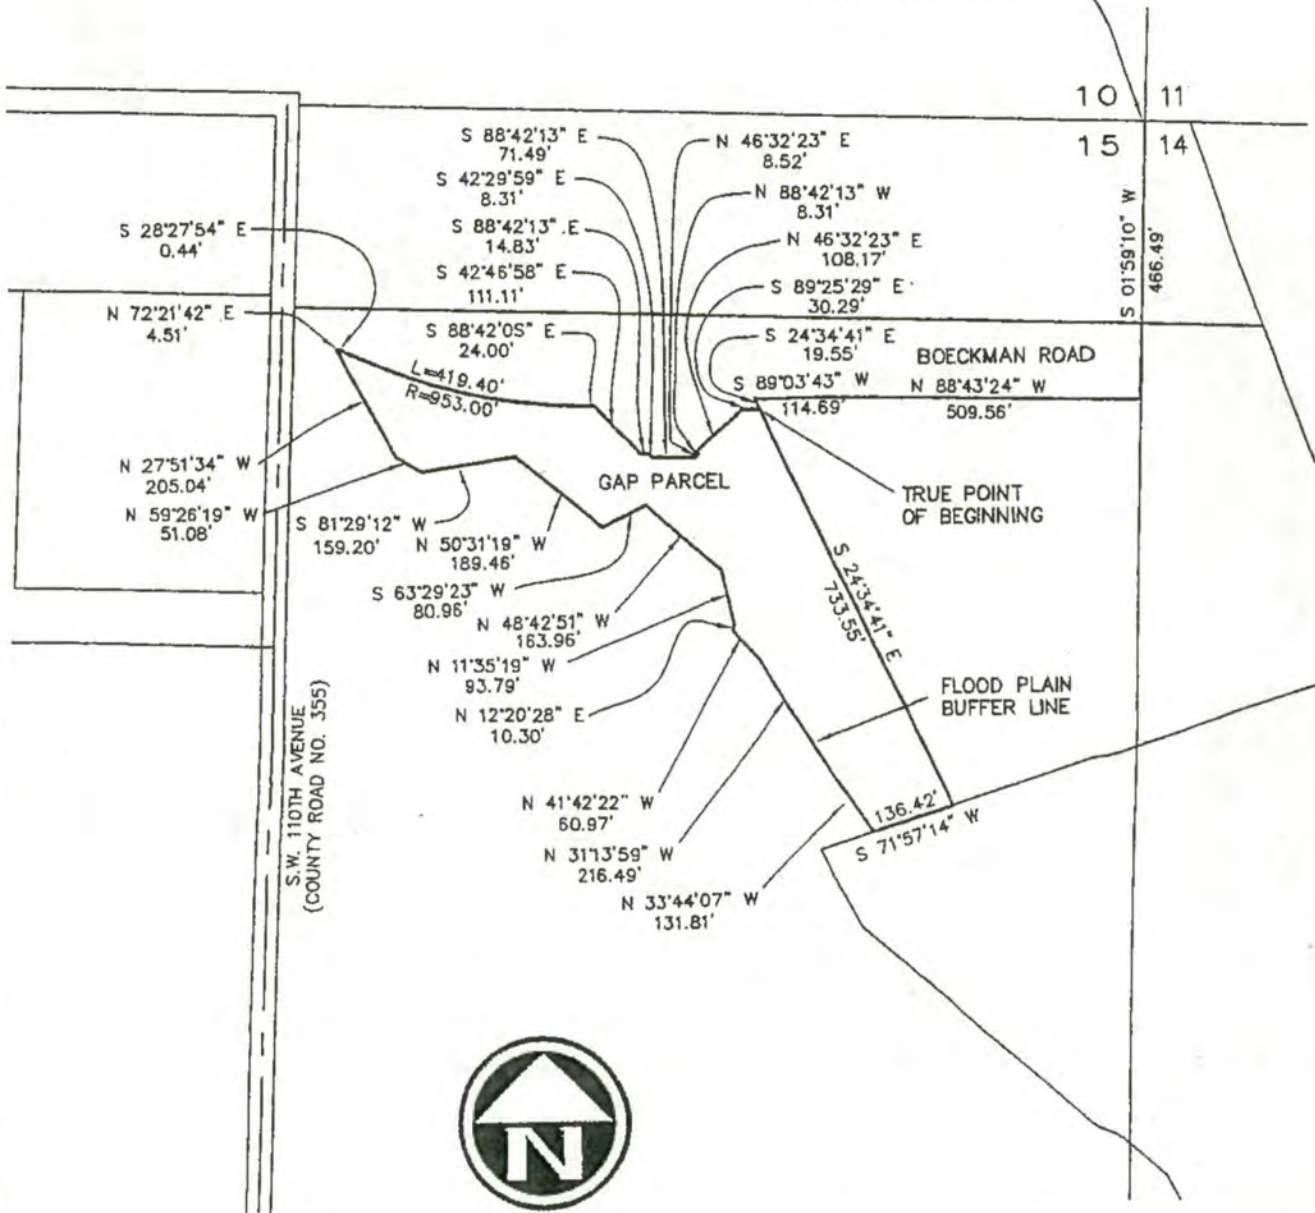 10 11
15 14
S 01°59'10" W
466.49'
S 88°42'13" E
71.49'
S 42°29'59" E
8.31'
S 88°42'13" E
14.83'
S 42°46'58" E
111.11'
S 88°42'05" E
24.00'
N 46°32'23" E
8.52'
N 88°42'13" W
8.31'
N 46°32'23" E
108.17'
S 89°25'29" E
30.29'
S 24°34'41" E
19.55'
S 89°03'43" W
114.69'
BOECKMAN ROAD
N 88°43'24" W
509.56'
S 28°27'54" E
0.44'
N 72°21'42" E
4.51'
L=419.40'
R=953.00'
N 27°51'34" W
205.04'
N 59°26'19" W
51.08'
S 81°29'12" W
159.20'
N 50°31'19" W
189.46'
S 63°29'23" W
80.96'
N 48°42'51" W
163.96'
N 11°35'19" W
93.79'
N 12°20'28" E
10.30'
N 41°42'22" W
60.97'
N 31°13'59" W
216.49'
N 33°44'07" W
131.81'
GAP PARCEL
TRUE POINT
OF BEGINNING
S 24°34'41" E
733.55'
FLOOD PLAIN
BUFFER LINE
136.42'
S 71°57'14" W
S.W. 110TH AVENUE
(COUNTY ROAD NO. 355)
N